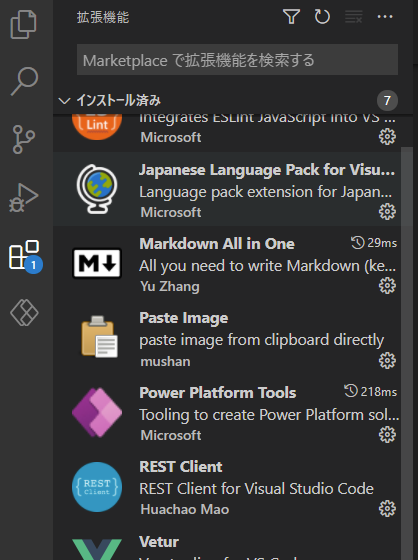 拡張機能
Marketplace で拡張機能を検索する
インストール済み 7
Lint
Integrates ESLint JavaScript into VS ...
Microsoft
Japanese Language Pack for Visu...
Language pack extension for Japan...
Microsoft
Markdown All in One 29ms
All you need to write Markdown (ke...
Yu Zhang
Paste Image
paste image from clipboard directly
mushan
Power Platform Tools 218ms
Tooling to create Power Platform sol...
Microsoft
1
REST Client
REST Client
REST Client for Visual Studio Code
Huachao Mao
Vetur